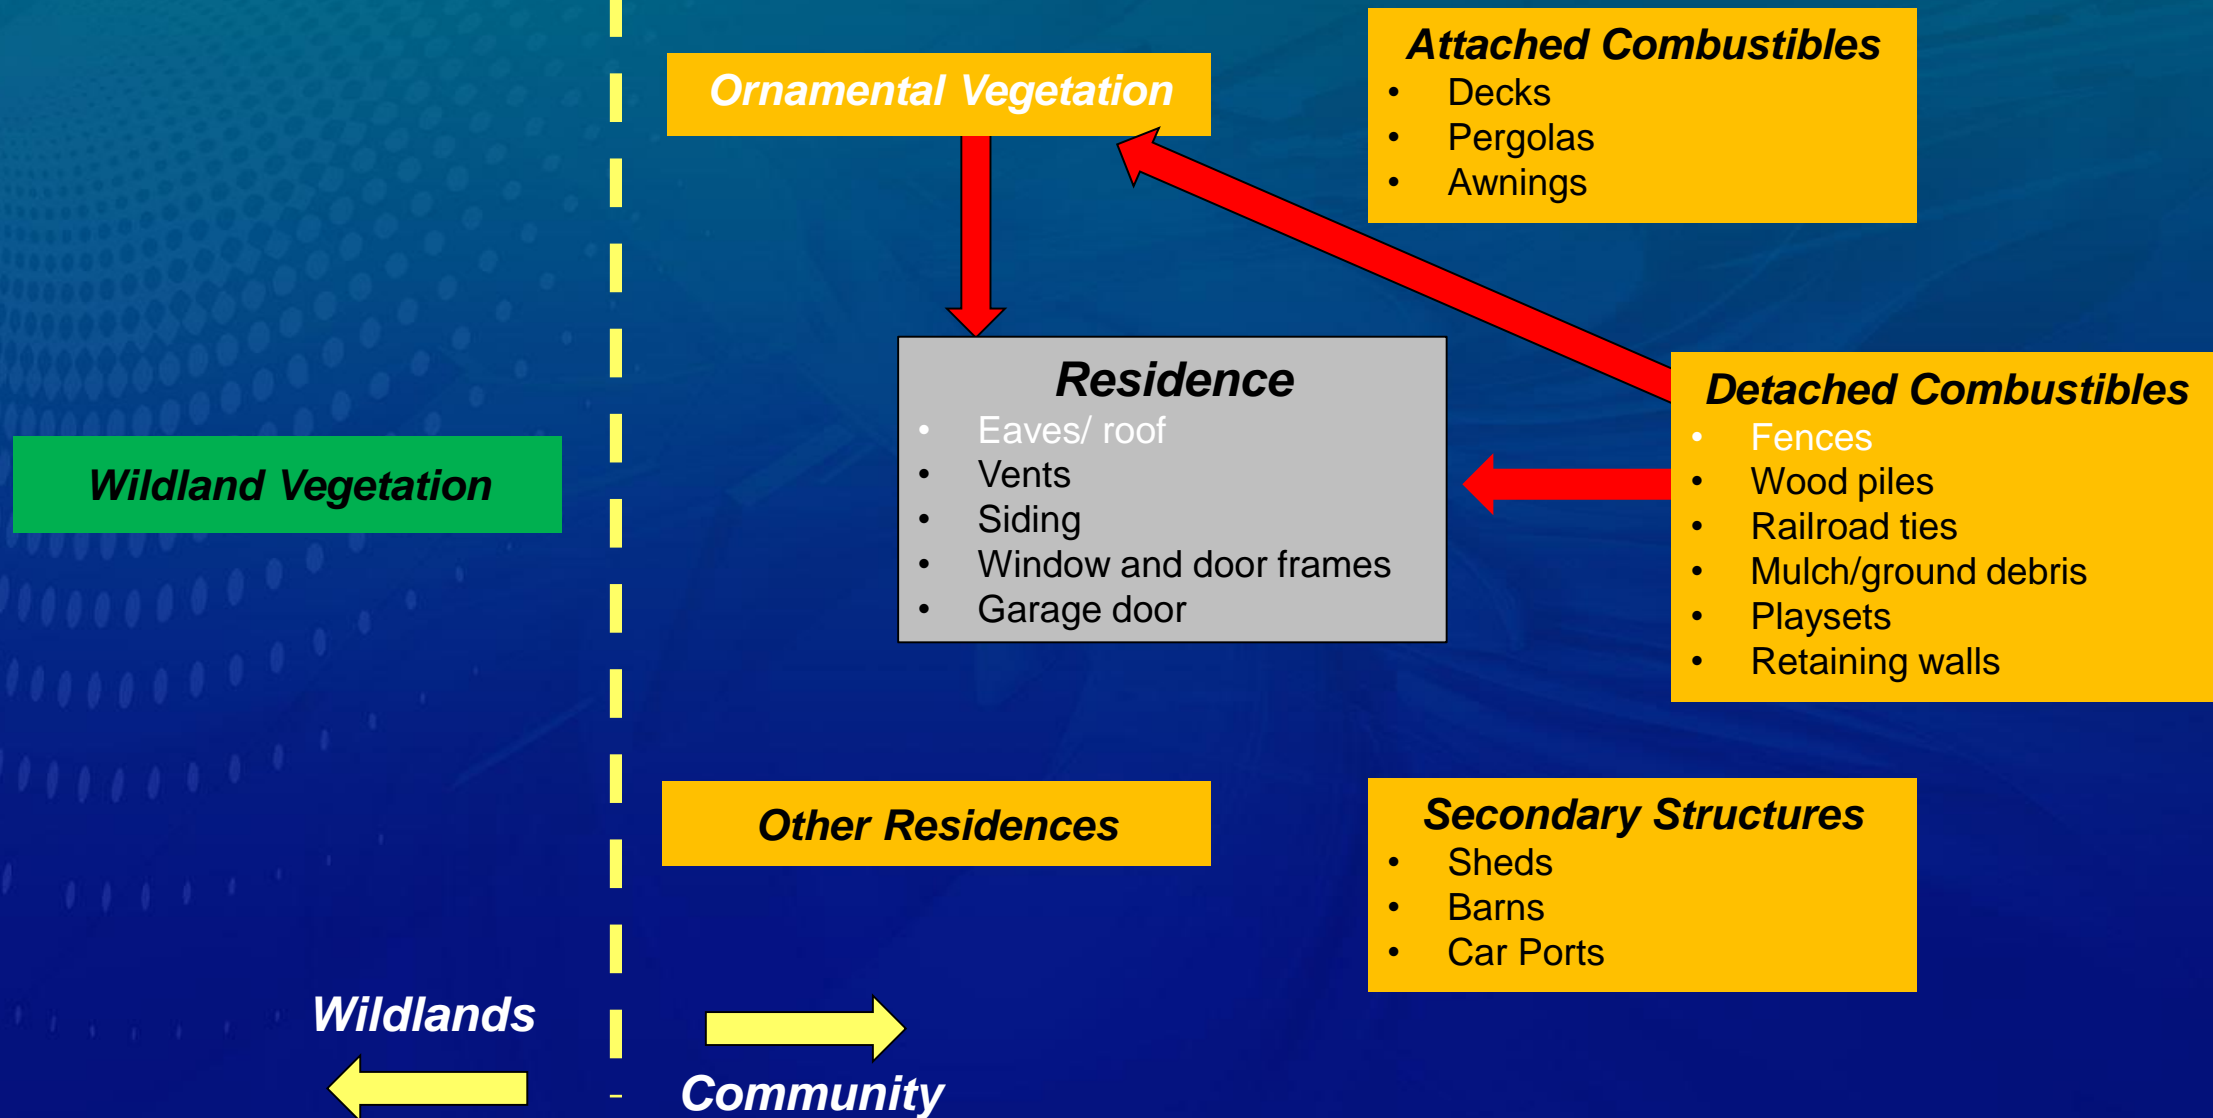 Ornamental Vegetation
Attached Combustibles
• Decks
• Pergolas
• Awnings
Wildland Vegetation
Residence
• Eaves/ roof
• Vents
• Siding
• Window and door frames
• Garage door
Detached Combustibles
• Fences
• Wood piles
• Railroad ties
• Mulch/ground debris
• Playsets
• Retaining walls
Other Residences
Secondary Structures
• Sheds
• Barns
• Car Ports
Wildlands
Community